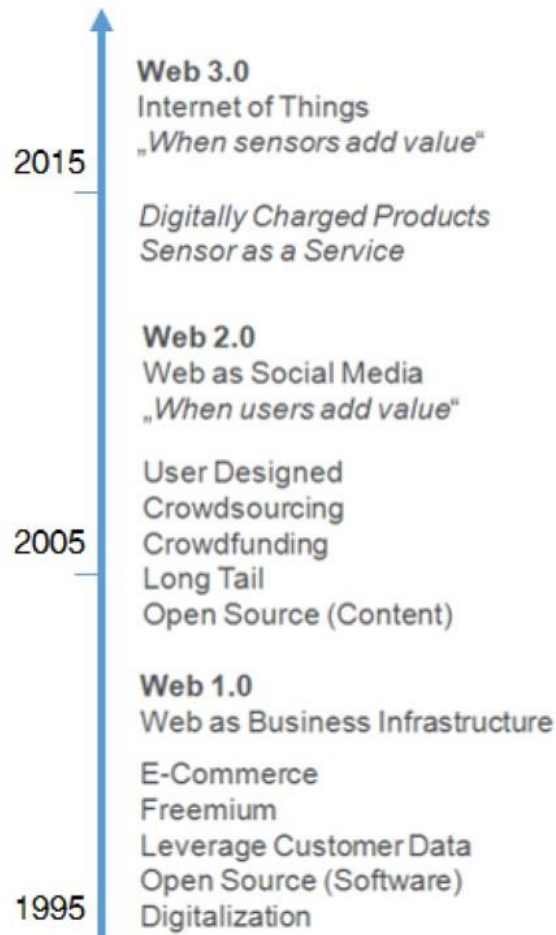 Web 3.0
Internet of Things
„When sensors add value“
2015
Digitally Charged Products
Sensor as a Service
Web 2.0
Web as Social Media
„When users add value“
User Designed
Crowdsourcing
2005
Crowdfunding
Long Tail
Open Source (Content)
Web 1.0
Web as Business Infrastructure
E-Commerce
Freemium
Leverage Customer Data
Open Source (Software)
1995
Digitalization